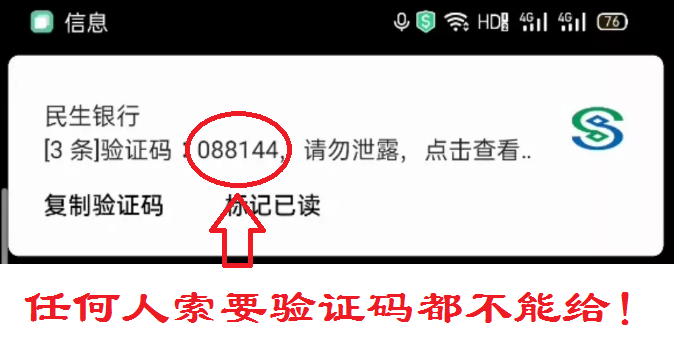 信息
HD 4G 4G 76
民生银行
[3 条]验证码：088144，请勿泄露，点击查看..
复制验证码 标记已读
任何人索要验证码都不能给！